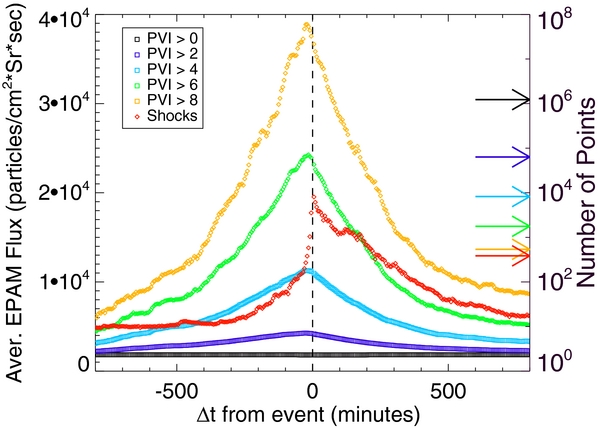 4•10⁴
3•10⁴
2•10⁴
1•10⁴
0
Aver. EPAM Flux (particles/cm²*Sr*sec)
PVI > 0
PVI > 2
PVI > 4
PVI > 6
PVI > 8
Shocks
10⁸
10⁶
10⁴
10²
10⁰
Number of Points
-500
0
500
Δt from event (minutes)